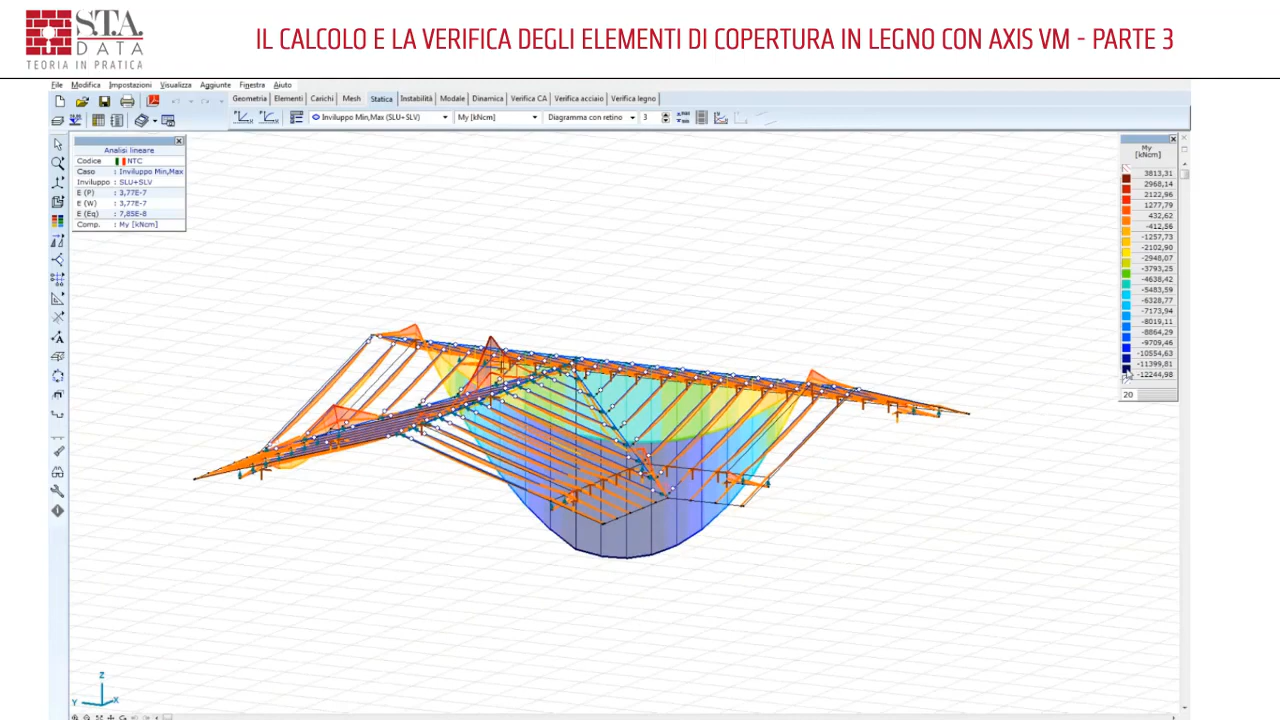 S.T.A.
DATA
TEORIA IN PRATICA
IL CALCOLO E LA VERIFICA DEGLI ELEMENTI DI COPERTURA IN LEGNO CON AXIS VM - PARTE 3
File Modifica Impostazioni Visualizza Aggiunte Finestra Aiuto
Geometria Elementi Carichi Mesh Statica Instabilità Modale Dinamica Verifica CA Verifica acciaio Verifica legno
Inviluppo Min,Max (SLU+SLV) My [kNcm] Diagramma con retino 3
Analisi lineare
Codice : NTC
Caso : Inviluppo Min,Max
Inviluppo : SLU+SLV
E (P) : 3,77E-7
E (W) : 3,77E-7
E (Eq) : 7,85E-8
Comp. : My [kNcm]
My
[kNcm]
3813,31
2968,14
2122,96
1277,79
432,62
-412,56
-1257,73
-2102,90
-2948,07
-3793,25
-4638,42
-5483,59
-6328,77
-7173,94
-8019,11
-8864,29
-9709,46
-10554,63
-11399,81
-12244,98
20
Z
Y
X